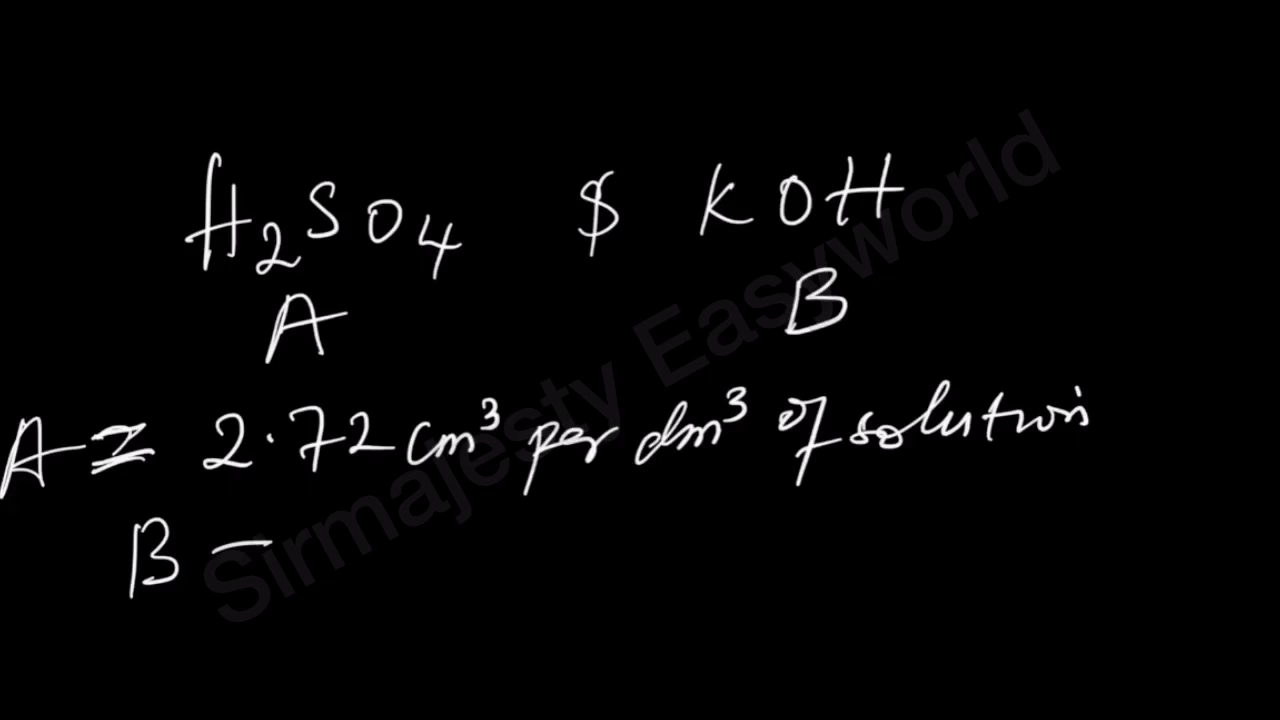 H₂SO₄ $ KOH
A B
A = 2.72 cm³ per dm³ of solution
B –
Sirmajesty Easyworld